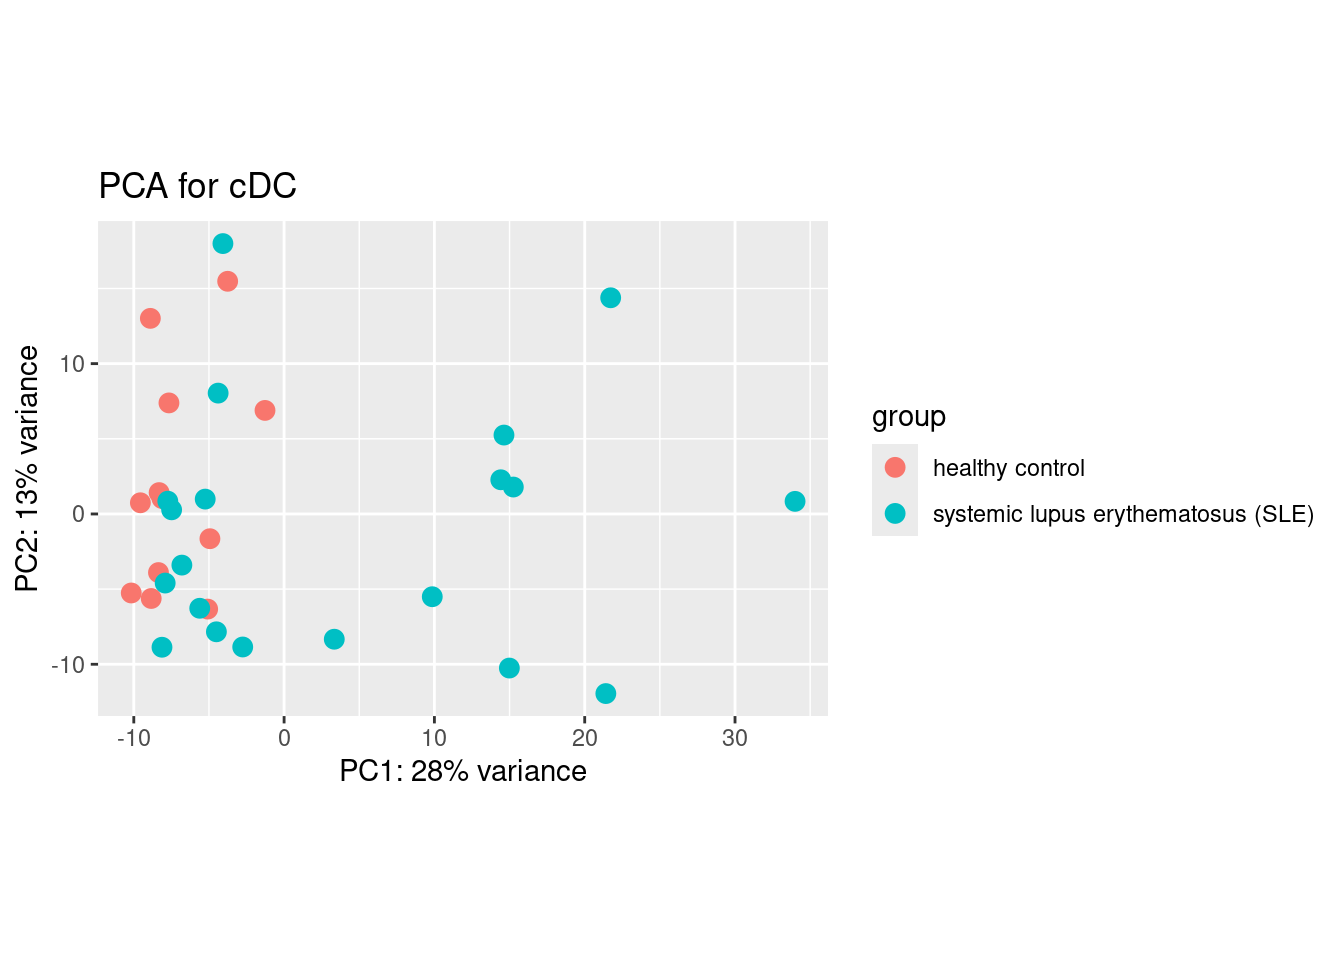 PCA for cDC
PC2: 13% variance
10
0
-10
-10
0
10
20
30
PC1: 28% variance
group
healthy control
systemic lupus erythematosus (SLE)